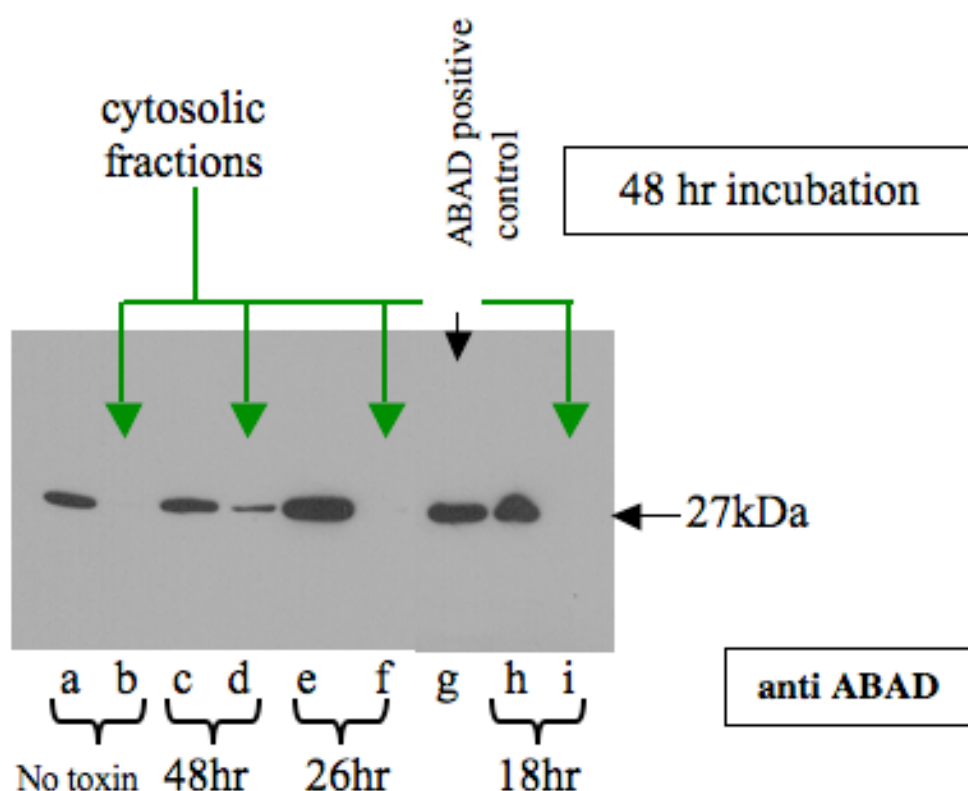 cytosolic
fractions
ABAD positive
control
48 hr incubation
27kDa
a b c d e f g h i
anti ABAD
No toxin 48hr 26hr 18hr